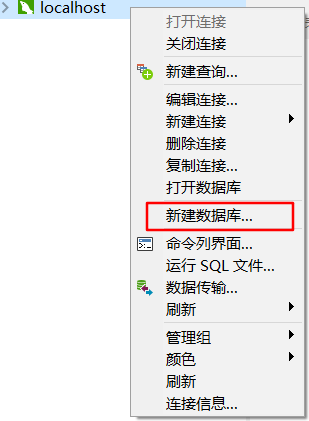 localhost
打开连接
关闭连接
新建查询...
编辑连接...
新建连接
删除连接
复制连接...
打开数据库
新建数据库...
命令列界面...
运行 SQL 文件...
数据传输...
刷新
管理组
颜色
刷新
连接信息...